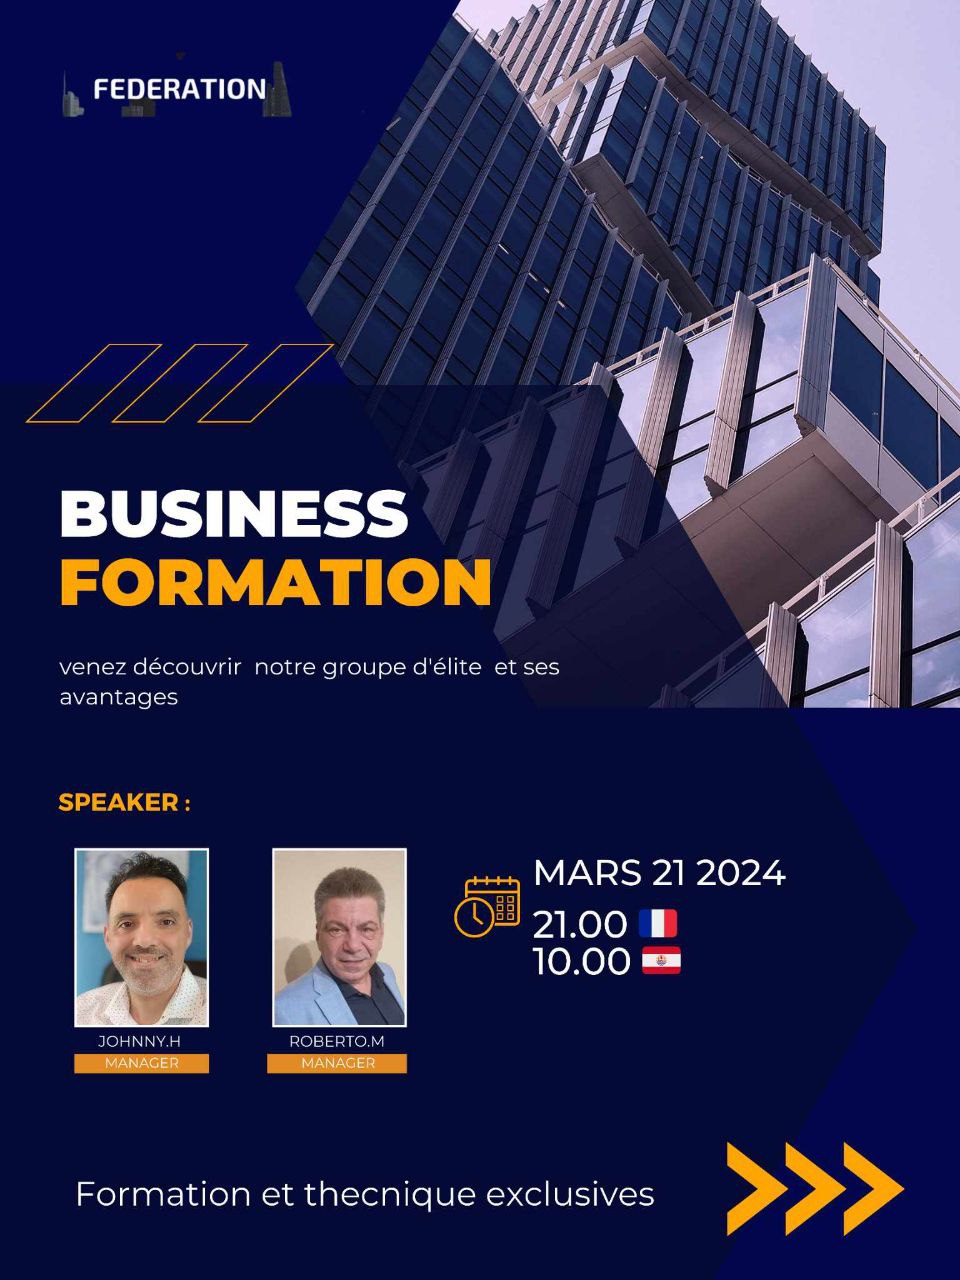 FEDERATION
BUSINESS
FORMATION
venez découvrir  notre groupe d'élite  et ses
avantages
SPEAKER :
JOHNNY.H
MANAGER
ROBERTO.M
MANAGER
MARS 21 2024
21.00
10.00
Formation et thecnique exclusives